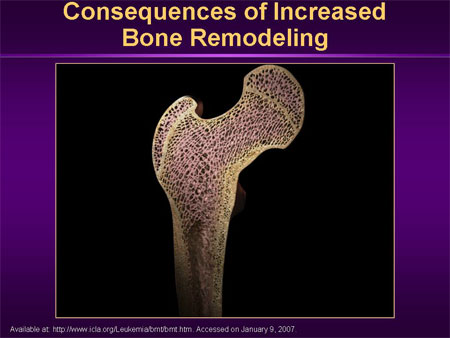 Consequences of Increased
Bone Remodeling
Available at: http://www.icla.org/Leukemia/bmt/bmt.htm. Accessed on January 9, 2007.